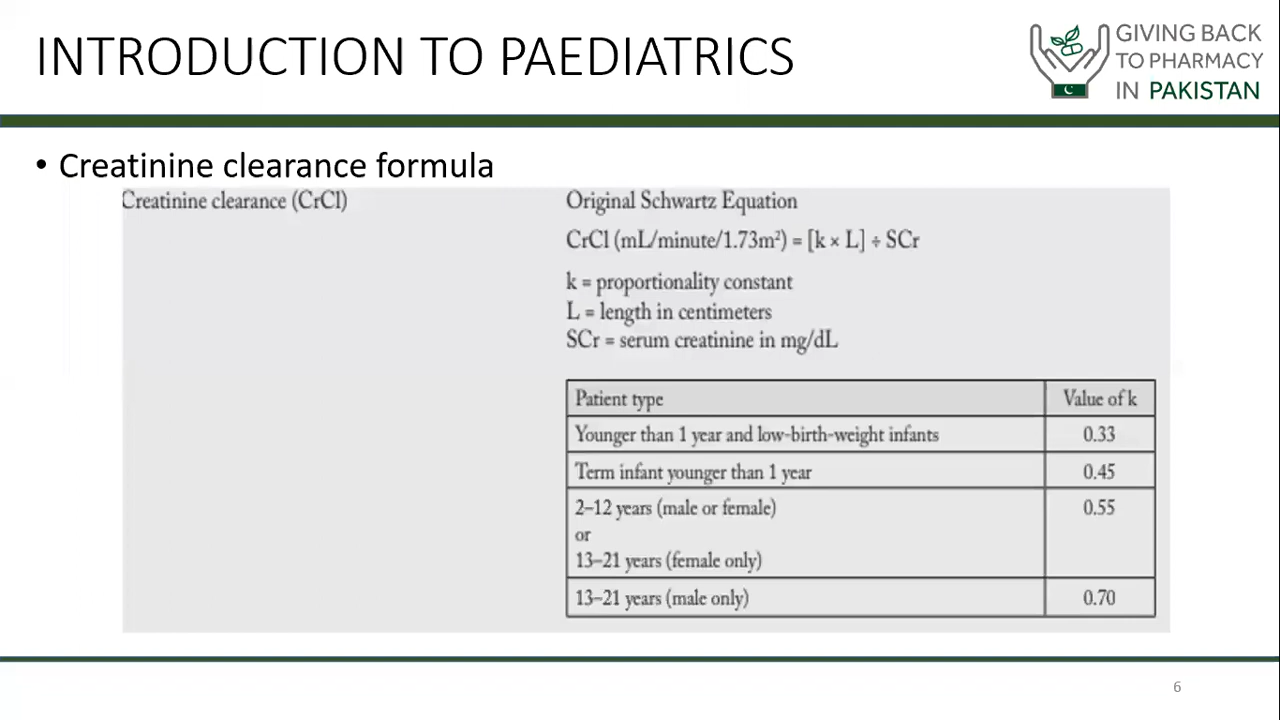 INTRODUCTION TO PAEDIATRICS
GIVING BACK
TO PHARMACY
IN PAKISTAN
• Creatinine clearance formula
Creatinine clearance (CrCl)
Original Schwartz Equation
CrCl (mL/minute/1.73m²) = [k × L] ÷ SCr
k = proportionality constant
L = length in centimeters
SCr = serum creatinine in mg/dL
Patient type Value of k
Younger than 1 year and low-birth-weight infants 0.33
Term infant younger than 1 year 0.45
2–12 years (male or female) 0.55
or
13–21 years (female only)
13–21 years (male only) 0.70
6